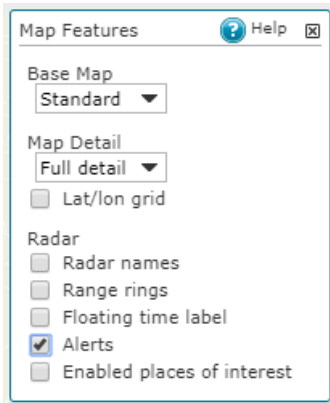 Map Features Help
Base Map
Standard
Map Detail
Full detail
Lat/lon grid
Radar
Radar names
Range rings
Floating time label
Alerts
Enabled places of interest